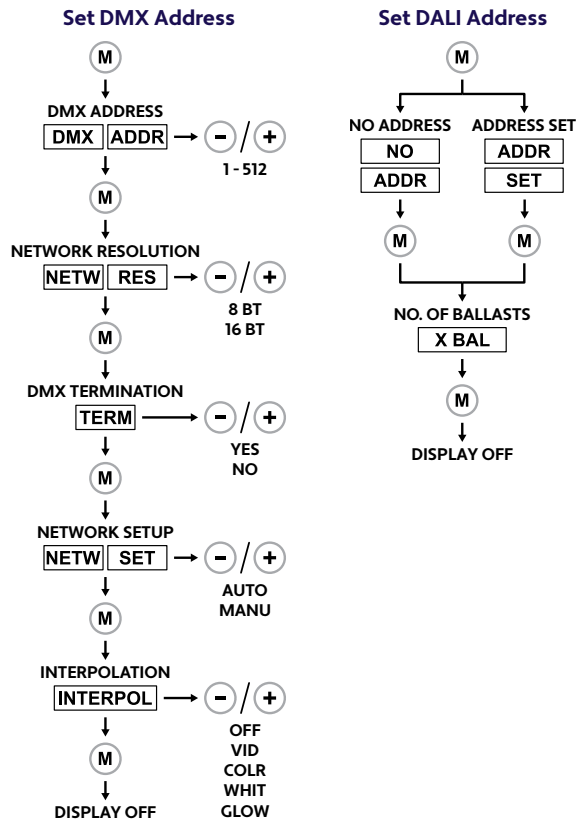 Set DMX Address
M
DMX ADDRESS
DMX ADDR - / +
1 - 512
M
NETWORK RESOLUTION
NETW RES - / +
8 BT
16 BT
M
DMX TERMINATION
TERM - / +
YES
NO
M
NETWORK SETUP
NETW SET - / +
AUTO
MANU
M
INTERPOLATION
INTERPOL - / +
OFF
VID
COLR
WHIT
GLOW
M
DISPLAY OFF
Set DALI Address
M
NO ADDRESS
NO
ADDR
M
ADDRESS SET
ADDR
SET
M
NO. OF BALLASTS
X BAL
M
DISPLAY OFF